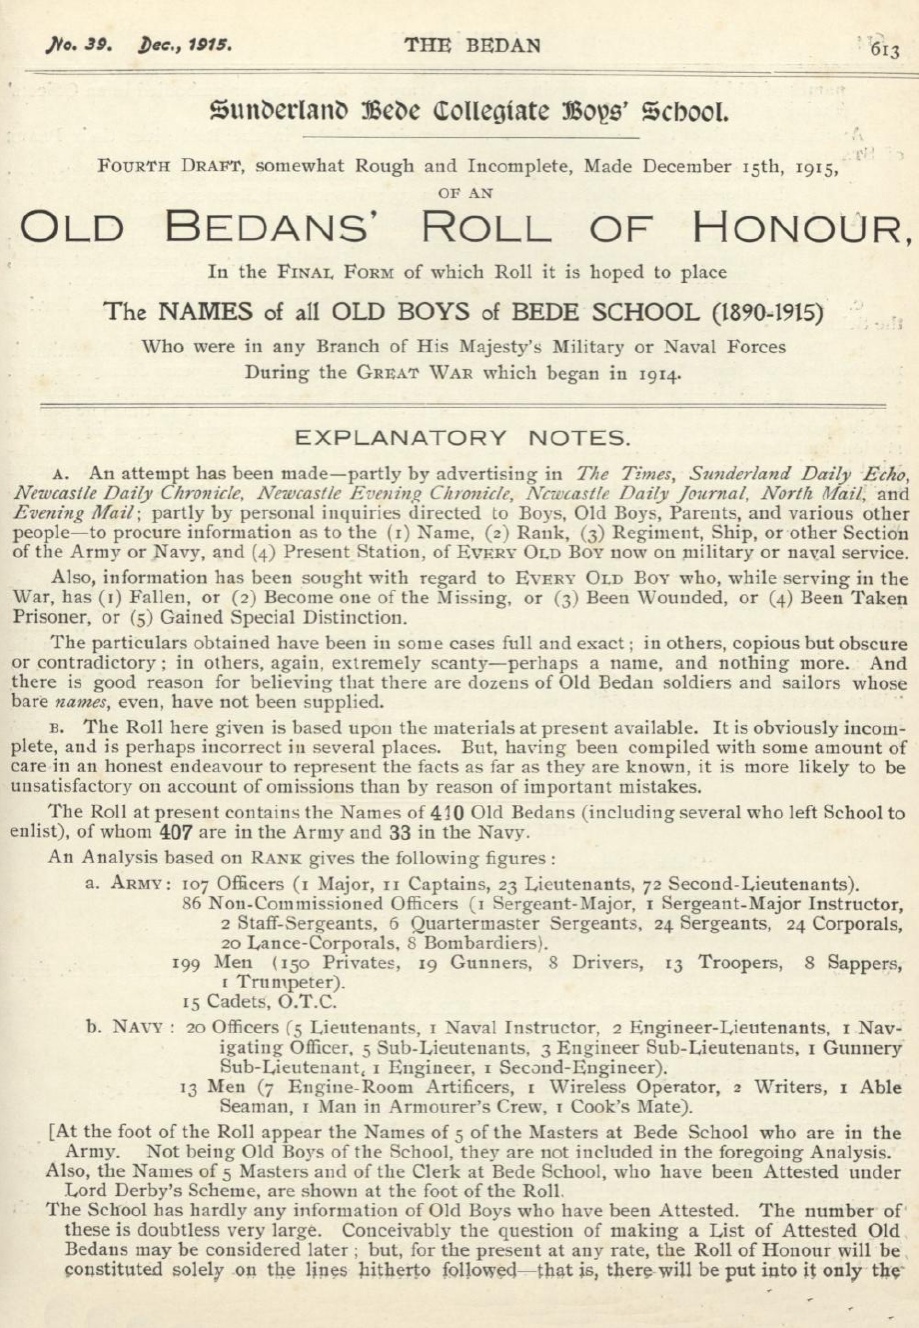 No. 39. Dec., 1915. THE BEDAN 613
Sunderland Bede Collegiate Boys' School.
FOURTH DRAFT, somewhat Rough and Incomplete, Made December 15th, 1915,
OF AN
OLD BEDANS' ROLL OF HONOUR,
In the FINAL FORM of which Roll it is hoped to place
The NAMES of all OLD BOYS of BEDE SCHOOL (1890-1915)
Who were in any Branch of His Majesty's Military or Naval Forces
During the GREAT WAR which began in 1914.
EXPLANATORY NOTES.
A. An attempt has been made—partly by advertising in The Times, Sunderland Daily Echo,
Newcastle Daily Chronicle, Newcastle Evening Chronicle, Newcastle Daily Journal, North Mail, and
Evening Mail; partly by personal inquiries directed to Boys, Old Boys, Parents, and various other
people—to procure information as to the (1) Name, (2) Rank, (3) Regiment, Ship, or other Section
of the Army or Navy, and (4) Present Station, of EVERY OLD BOY now on military or naval service.
Also, information has been sought with regard to EVERY OLD BOY who, while serving in the
War, has (1) Fallen, or (2) Become one of the Missing, or (3) Been Wounded, or (4) Been Taken
Prisoner, or (5) Gained Special Distinction.
The particulars obtained have been in some cases full and exact; in others, copious but obscure
or contradictory; in others, again, extremely scanty—perhaps a name, and nothing more. And
there is good reason for believing that there are dozens of Old Bedan soldiers and sailors whose
bare names, even, have not been supplied.
B. The Roll here given is based upon the materials at present available. It is obviously incom-
plete, and is perhaps incorrect in several places. But, having been compiled with some amount of
care in an honest endeavour to represent the facts as far as they are known, it is more likely to be
unsatisfactory on account of omissions than by reason of important mistakes.
The Roll at present contains the Names of 410 Old Bedans (including several who left School to
enlist), of whom 407 are in the Army and 33 in the Navy.
An Analysis based on RANK gives the following figures:
a. ARMY: 107 Officers (1 Major, 11 Captains, 23 Lieutenants, 72 Second-Lieutenants).
86 Non-Commissioned Officers (1 Sergeant-Major, 1 Sergeant-Major Instructor,
2 Staff-Sergeants, 6 Quartermaster Sergeants, 24 Sergeants, 24 Corporals,
20 Lance-Corporals, 8 Bombardiers).
199 Men (150 Privates, 19 Gunners, 8 Drivers, 13 Troopers, 8 Sappers,
1 Trumpeter).
15 Cadets, O.T.C.
b. NAVY: 20 Officers (5 Lieutenants, 1 Naval Instructor, 2 Engineer-Lieutenants, 1 Nav-
igating Officer, 5 Sub-Lieutenants, 3 Engineer Sub-Lieutenants, 1 Gunnery
Sub-Lieutenant, 1 Engineer, 1 Second-Engineer).
13 Men (7 Engine-Room Artificers, 1 Wireless Operator, 2 Writers, 1 Able
Seaman, 1 Man in Armourer's Crew, 1 Cook's Mate).
[At the foot of the Roll appear the Names of 5 of the Masters at Bede School who are in the
Army. Not being Old Boys of the School, they are not included in the foregoing Analysis.
Also, the Names of 5 Masters and of the Clerk at Bede School, who have been Attested under
Lord Derby's Scheme, are shown at the foot of the Roll.
The School has hardly any information of Old Boys who have been Attested. The number of
these is doubtless very large. Conceivably the question of making a List of Attested Old
Bedans may be considered later; but, for the present at any rate, the Roll of Honour will be
constituted solely on the lines hitherto followed—that is, there will be put into it only the